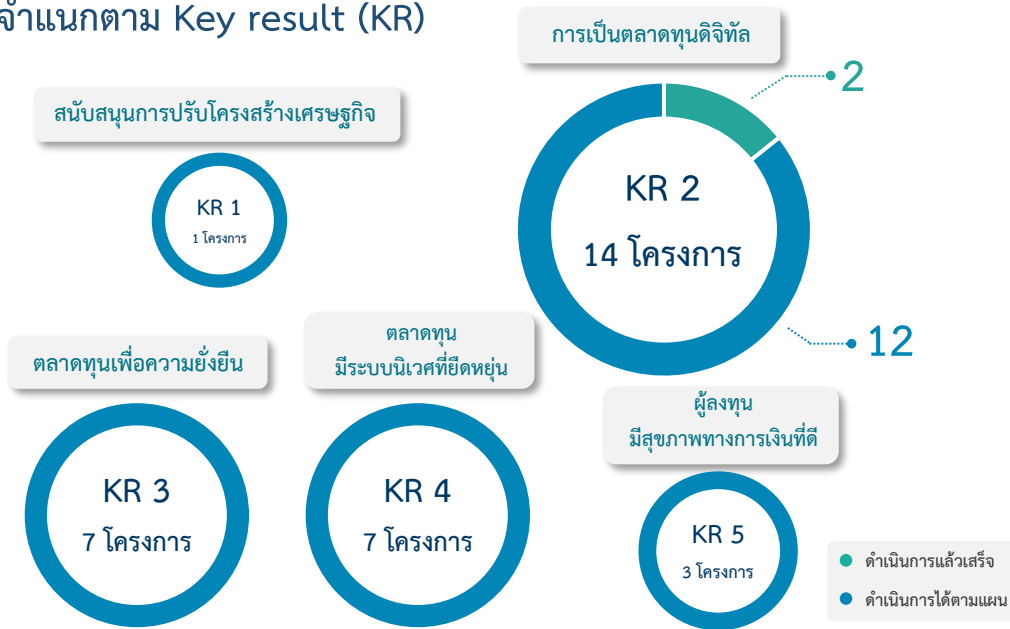 จำแนกตาม Key result (KR)
การเป็นตลาดทุนดิจิทัล
2
สนับสนุนการปรับโครงสร้างเศรษฐกิจ
KR 1
1 โครงการ
KR 2
14 โครงการ
12
ตลาดทุนเพื่อความยั่งยืน
KR 3
7 โครงการ
ตลาดทุน
มีระบบนิเวศที่ยืดหยุ่น
KR 4
7 โครงการ
ผู้ลงทุน
มีสุขภาพทางการเงินที่ดี
KR 5
3 โครงการ
ดำเนินการแล้วเสร็จ
ดำเนินการได้ตามแผน